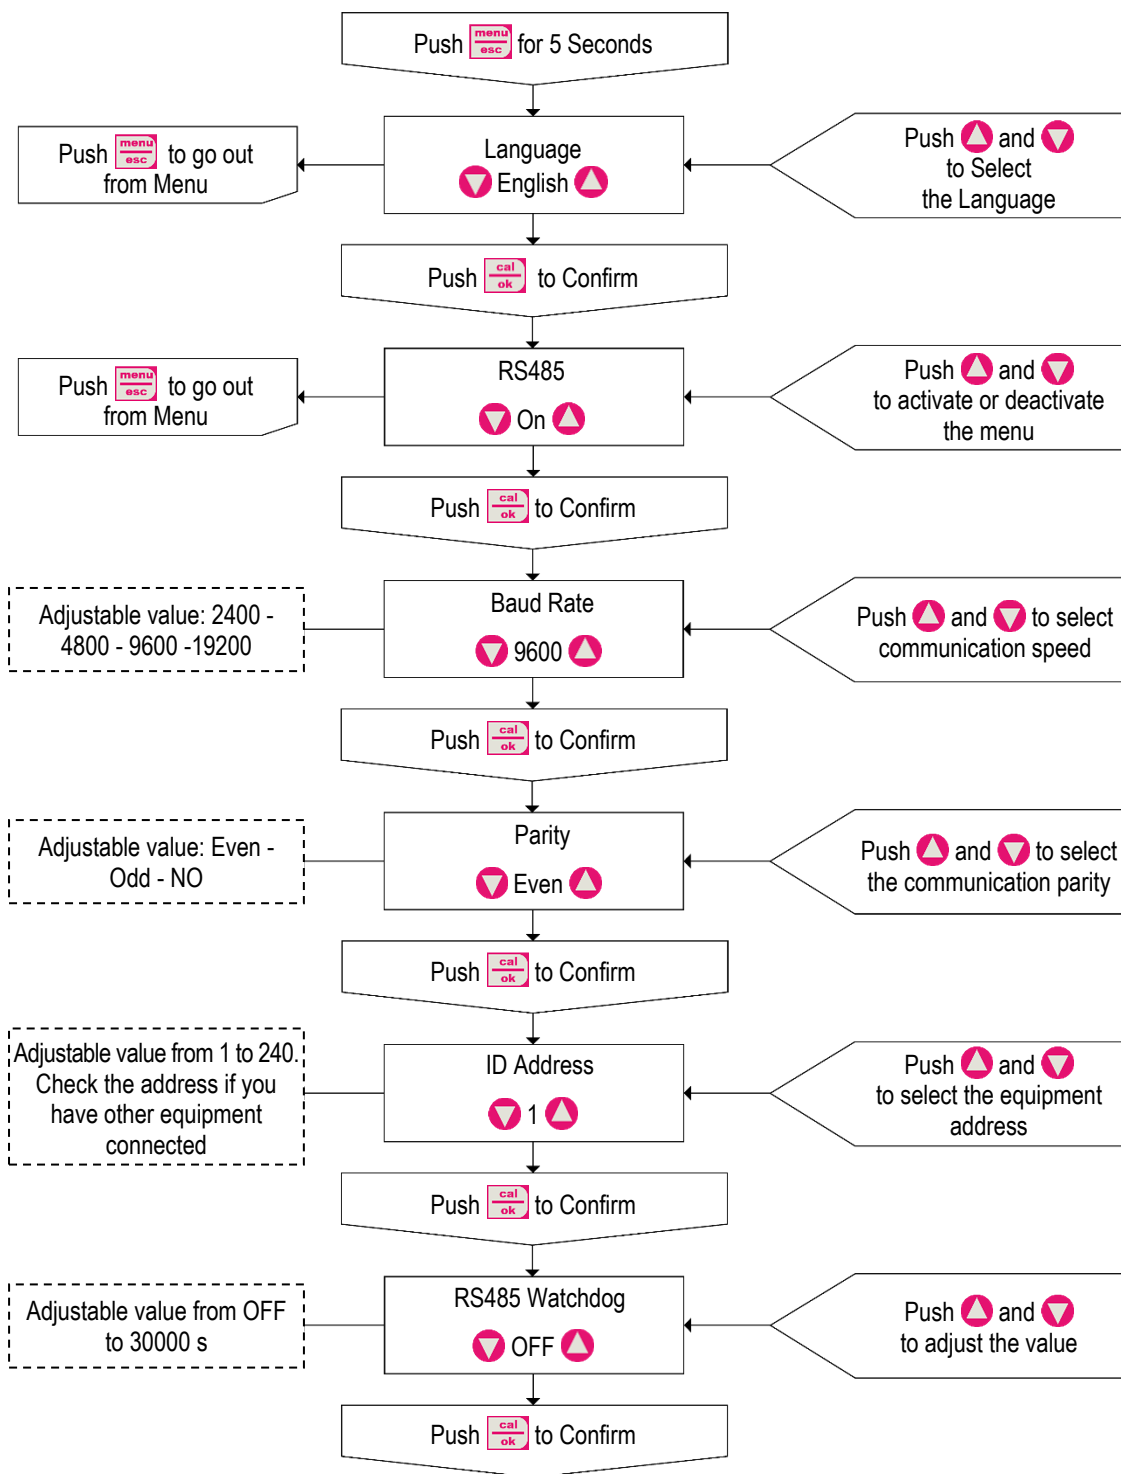 Push menu esc for 5 Seconds
Push menu esc to go out
from Menu
Language
English
Push and
to Select
the Language
Push cal ok to Confirm
Push menu esc to go out
from Menu
RS485
On
Push and
to activate or deactivate
the menu
Push cal ok to Confirm
Adjustable value: 2400 -
4800 - 9600 -19200
Baud Rate
9600
Push and to select
communication speed
Push cal ok to Confirm
Adjustable value: Even -
Odd - NO
Parity
Even
Push and to select
the communication parity
Push cal ok to Confirm
Adjustable value from 1 to 240.
Check the address if you
have other equipment
connected
ID Address
1
Push and
to select the equipment
address
Push cal ok to Confirm
Adjustable value from OFF
to 30000 s
RS485 Watchdog
OFF
Push and
to adjust the value
Push cal ok to Confirm